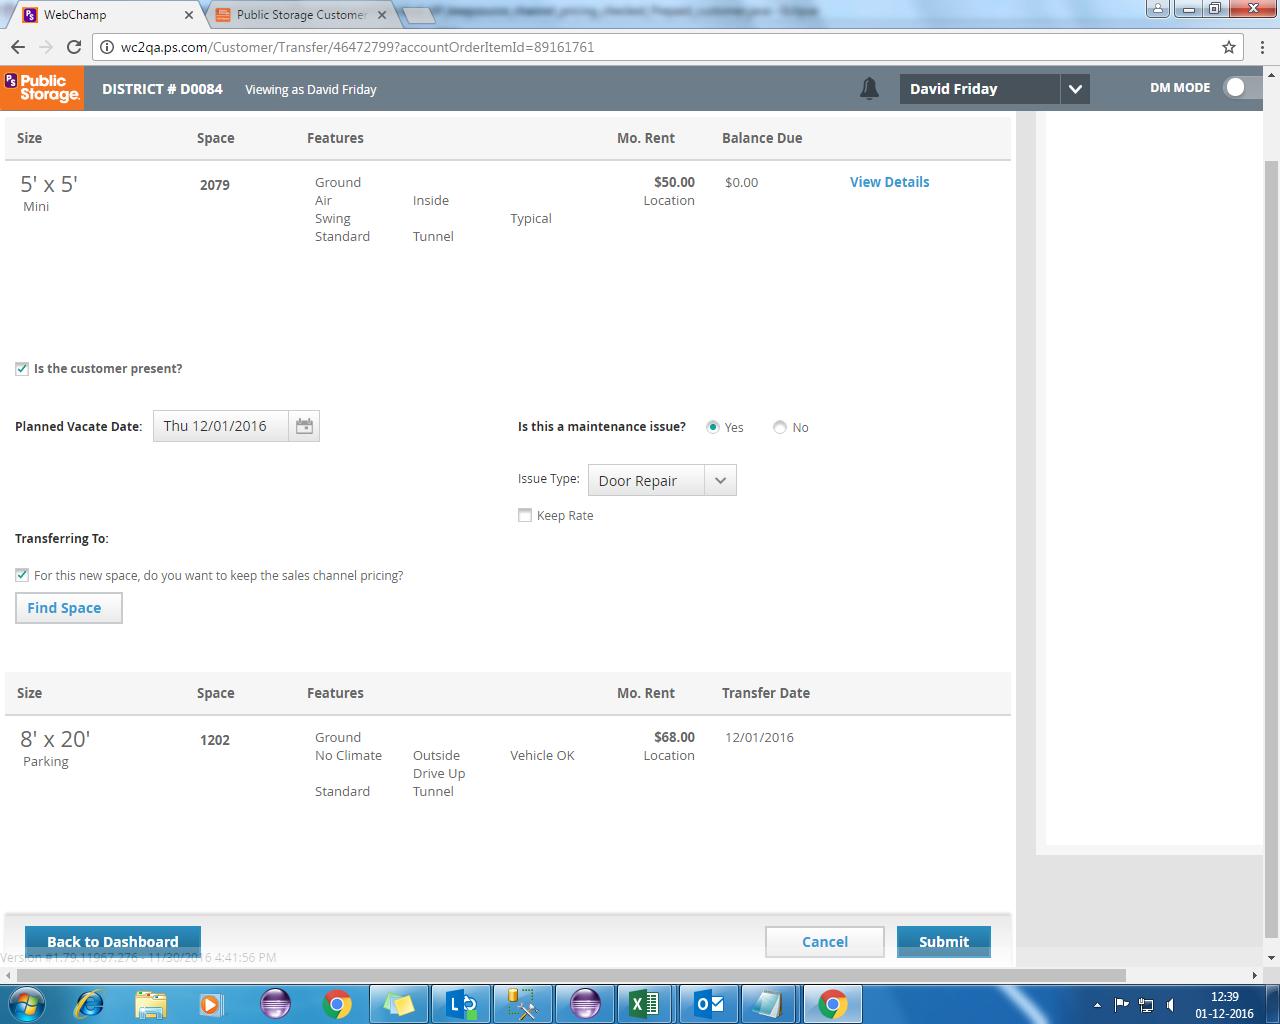 WebChamp
Public Storage Customer
wc2qa.ps.com/Customer/Transfer/46472799?accountOrderItemId=89161761
PS Public Storage.
DISTRICT # D0084 Viewing as David Friday David Friday DM MODE
Size Space Features Mo. Rent Balance Due
5' x 5' 2079 Ground $50.00 $0.00 View Details
Mini Air Inside Location
Swing Typical
Standard Tunnel
Is the customer present?
Planned Vacate Date: Thu 12/01/2016 Is this a maintenance issue? Yes No
Issue Type: Door Repair
Keep Rate
Transferring To:
For this new space, do you want to keep the sales channel pricing?
Find Space
Size Space Features Mo. Rent Transfer Date
8' x 20' 1202 Ground $68.00 12/01/2016
Parking No Climate Outside Vehicle OK Location
Drive Up
Standard Tunnel
Back to Dashboard Cancel Submit
Version #1.79.11967.276 - 11/30/2016 4:41:56 PM
12:39
01-12-2016